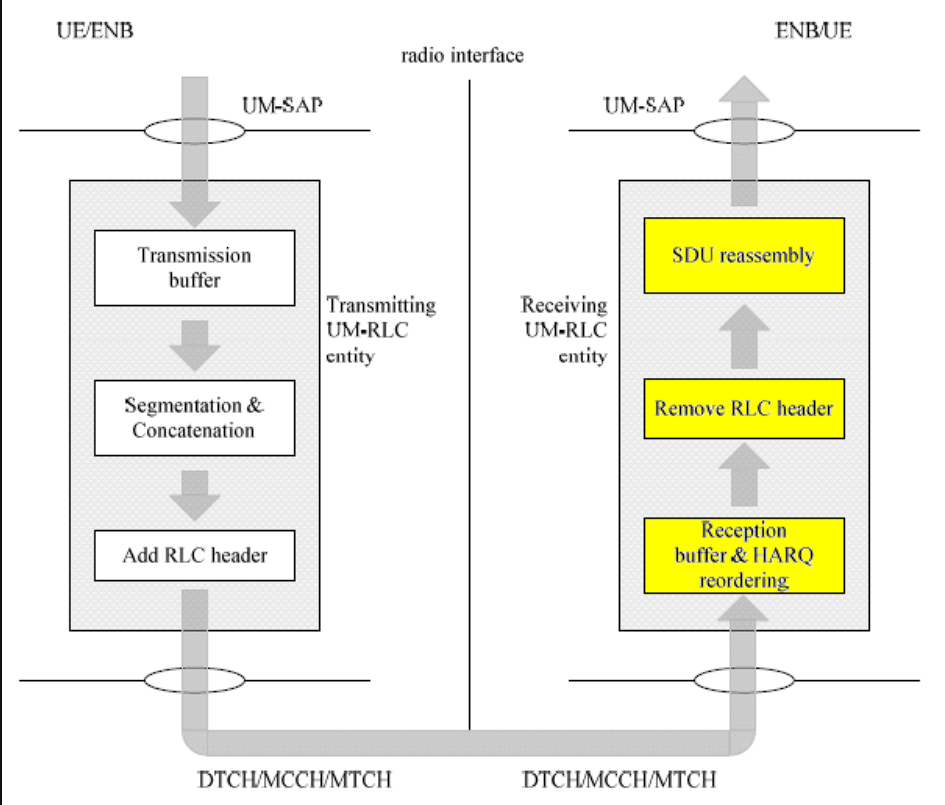 UE/ENB
ENB/UE
radio interface
UM-SAP
UM-SAP
Transmission
buffer
Segmentation &
Concatenation
Add RLC header
Transmitting
UM-RLC
entity
Receiving
UM-RLC
entity
SDU reassembly
Remove RLC header
Reception
buffer & HARQ
reordering
DTCH/MCCH/MTCH
DTCH/MCCH/MTCH